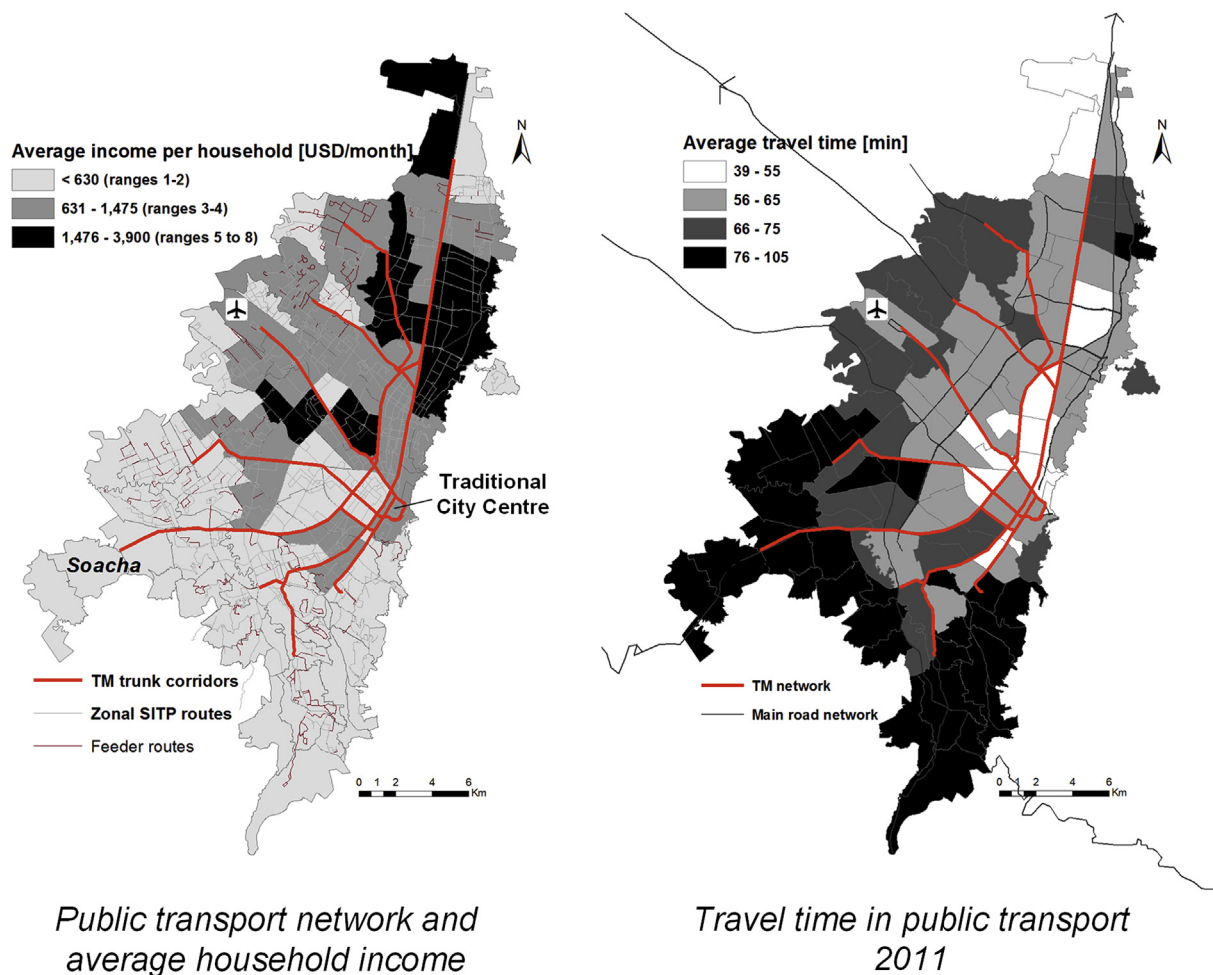 N
Average income per household [USD/month]
< 630 (ranges 1-2)
631 - 1,475 (ranges 3-4)
1,476 - 3,900 (ranges 5 to 8)
Traditional
City Centre
Soacha
TM trunk corridors
Zonal SITP routes
Feeder routes
0 1 2 4 6
Km
Public transport network and
average household income
N
Average travel time [min]
39 - 55
56 - 65
66 - 75
76 - 105
TM network
Main road network
0 1 2 4 6
Km
Travel time in public transport
2011